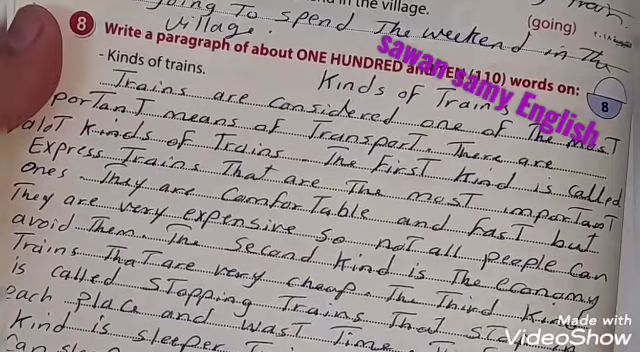 in the village.
going To spend The weekend in The
(going)
village.
8 Write a paragraph of about ONE HUNDRED and TEN (110) words on:
- Kinds of trains.
8
sawan samy English
Kinds of Trains
Trains are considered one of The most
porTanT means of TransporT. There are
aloT Kinds of Trains. The firsT Kind is called
Express Trains ThaT are The mosT imporTanT
ones. They are comforTable and fasT buT
They are very expensive so noT all people can
avoid Them. The second Kind is The economy
Trains ThaT are very cheap. The Third Kind
is called STopping Trains ThaT sTop in
each place and wasT Time. The
Kind is sleeper
can
Made with
VideoShow